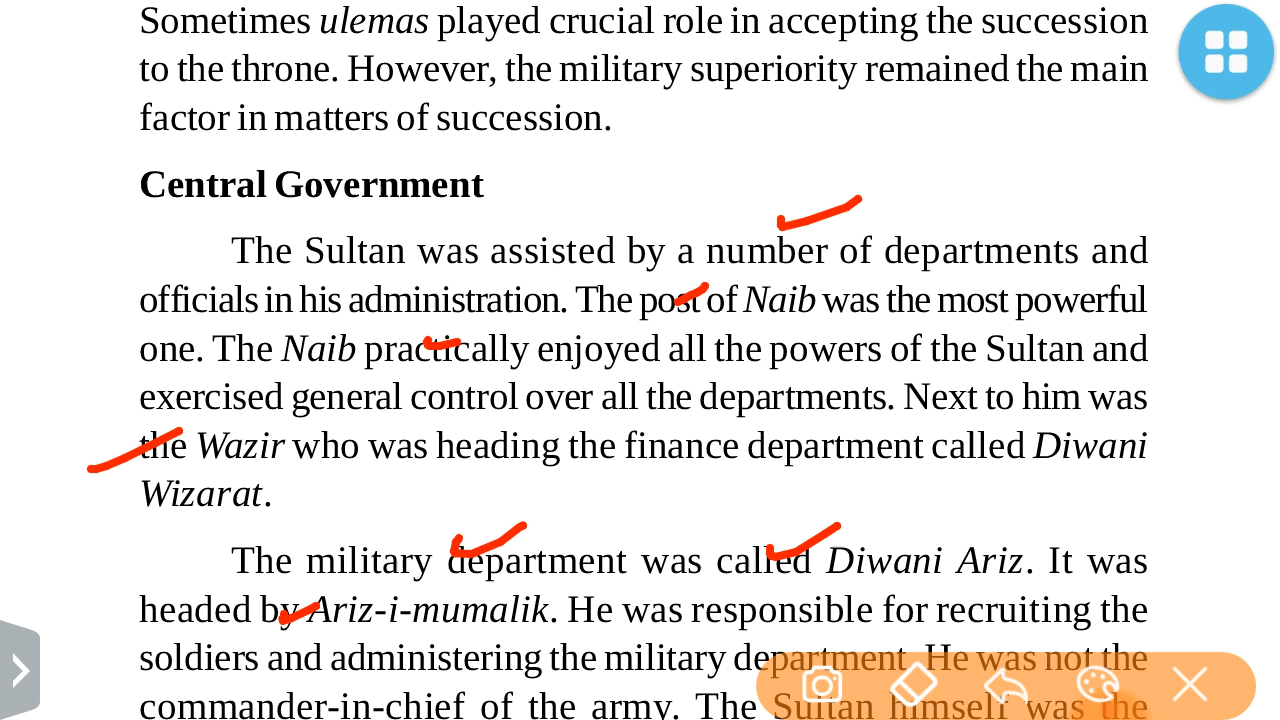 Sometimes ulemas played crucial role in accepting the succession
to the throne. However, the military superiority remained the main
factor in matters of succession.
Central Government
The Sultan was assisted by a number of departments and
officials in his administration. The post of Naib was the most powerful
one. The Naib practically enjoyed all the powers of the Sultan and
exercised general control over all the departments. Next to him was
the Wazir who was heading the finance department called Diwani
Wizarat.
The military department was called Diwani Ariz. It was
headed by Ariz-i-mumalik. He was responsible for recruiting the
soldiers and administering the military department. He was not the
commander-in-chief of the army. The Sultan himself was the